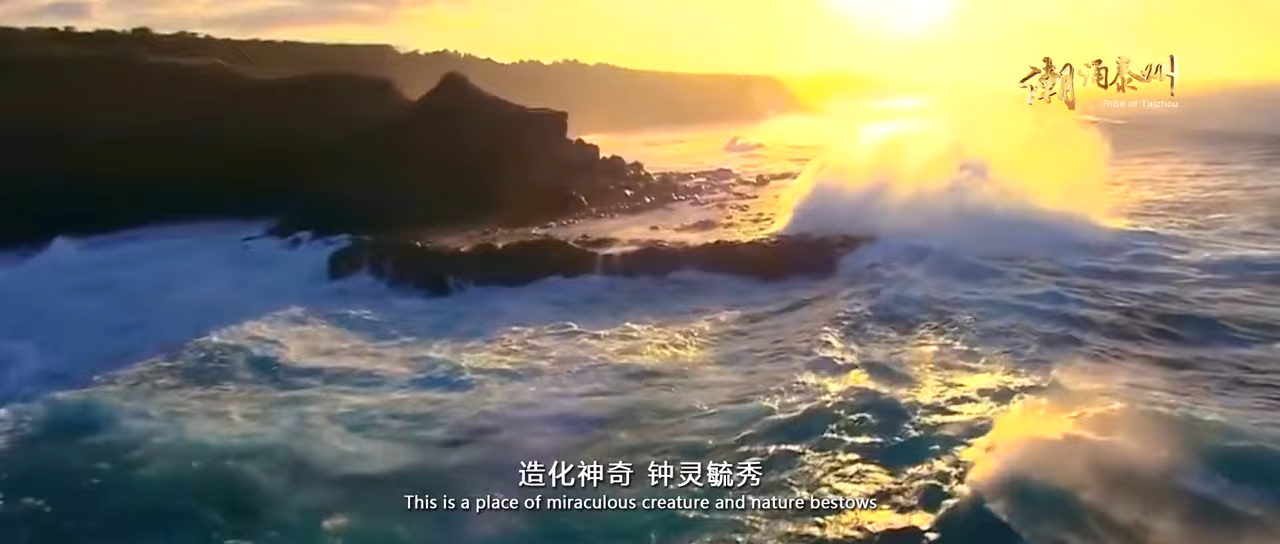 潮涌泰州
RiSe of Taizhou
造化神奇 钟灵毓秀
This is a place of miraculous creature and nature bestows